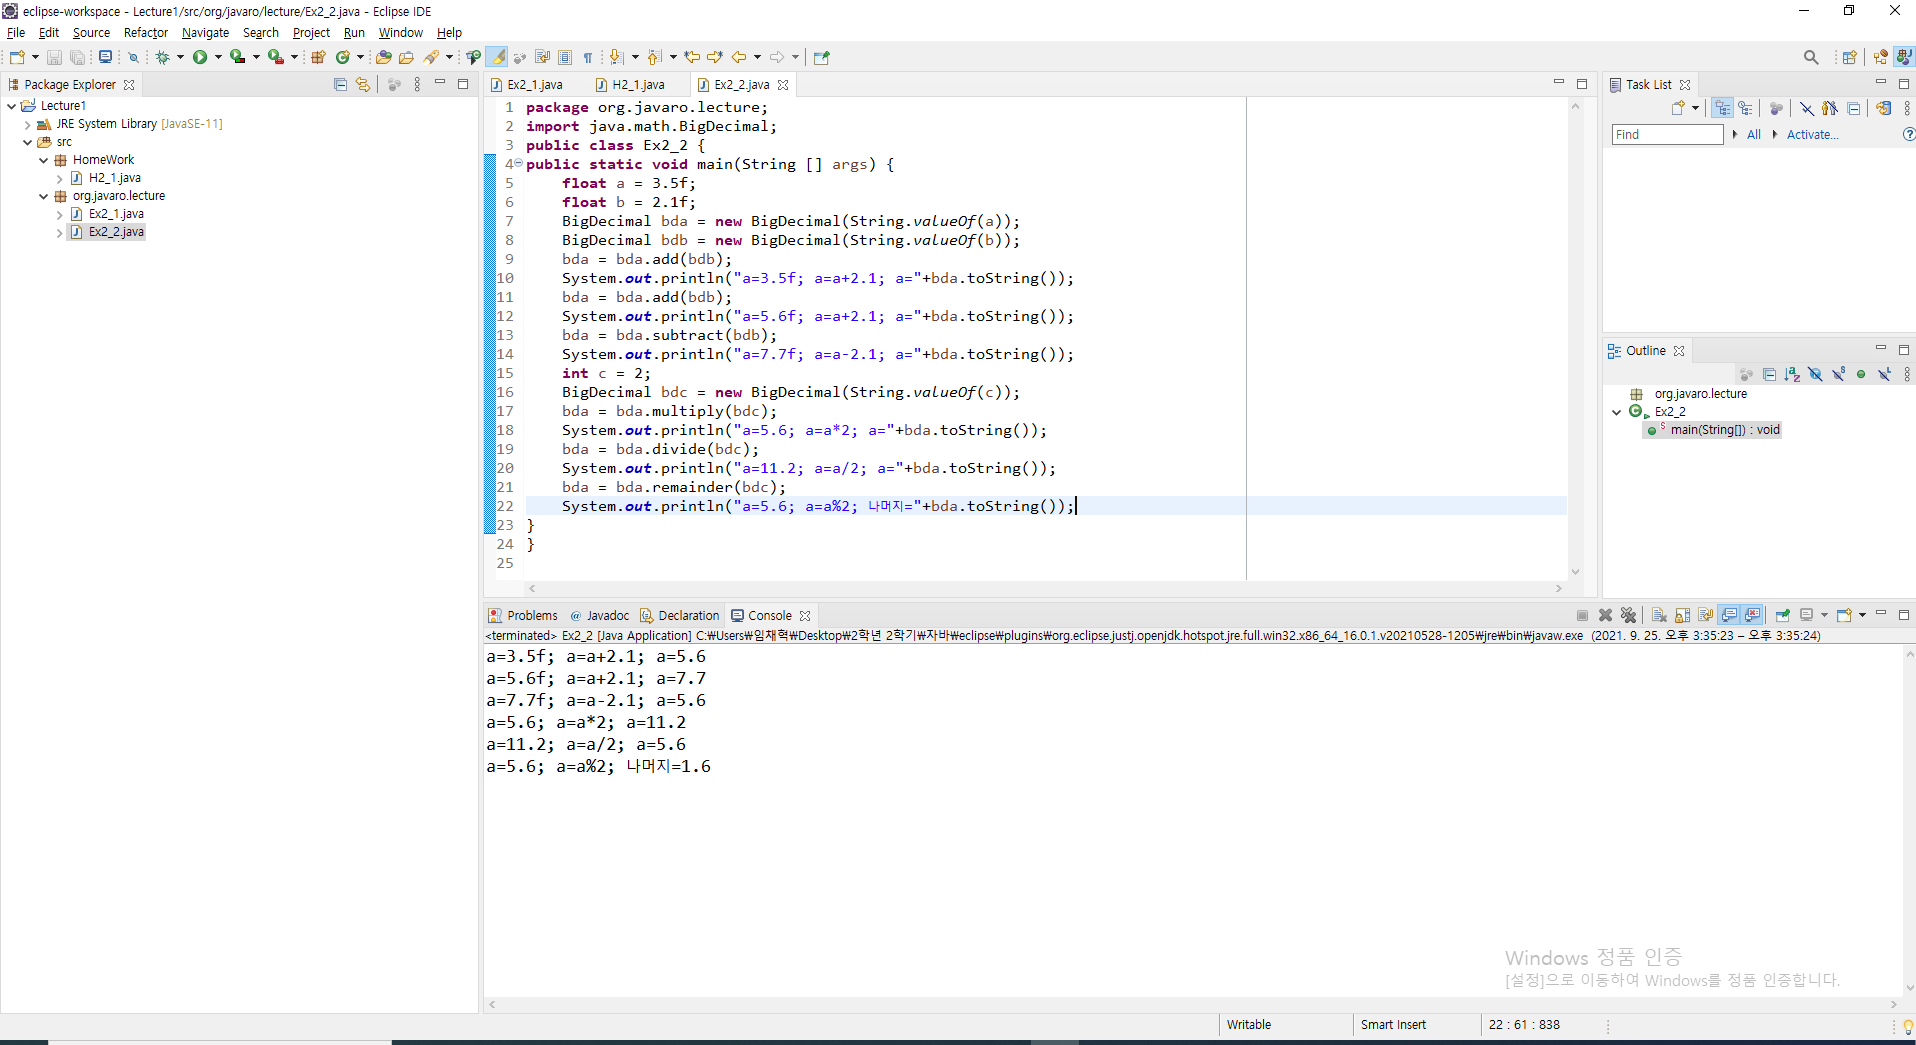 eclipse-workspace - Lecture1/src/org/javaro/lecture/Ex2_2.java - Eclipse IDE
File Edit Source Refactor Navigate Search Project Run Window Help
Package Explorer
Lecture1
JRE System Library [JavaSE-11]
src
HomeWork
H2_1.java
org.javaro.lecture
Ex2_1.java
Ex2_2.java
Ex2_1.java H2_1.java Ex2_2.java
1 package org.javaro.lecture;
2 import java.math.BigDecimal;
3 public class Ex2_2 {
4 public static void main(String [] args) {
5 float a = 3.5f;
6 float b = 2.1f;
7 BigDecimal bda = new BigDecimal(String.valueOf(a));
8 BigDecimal bdb = new BigDecimal(String.valueOf(b));
9 bda = bda.add(bdb);
10 System.out.println("a=3.5f; a=a+2.1; a="+bda.toString());
11 bda = bda.add(bdb);
12 System.out.println("a=5.6f; a=a+2.1; a="+bda.toString());
13 bda = bda.subtract(bdb);
14 System.out.println("a=7.7f; a=a-2.1; a="+bda.toString());
15 int c = 2;
16 BigDecimal bdc = new BigDecimal(String.valueOf(c));
17 bda = bda.multiply(bdc);
18 System.out.println("a=5.6; a=a*2; a="+bda.toString());
19 bda = bda.divide(bdc);
20 System.out.println("a=11.2; a=a/2; a="+bda.toString());
21 bda = bda.remainder(bdc);
22 System.out.println("a=5.6; a=a%2; 나머지="+bda.toString());
23 }
24 }
25
Task List
Find All Activate...
Outline
org.javaro.lecture
Ex2_2
main(String[]) : void
Problems Javadoc Declaration Console
<terminated> Ex2_2 [Java Application] C:₩Users₩임채혁₩Desktop₩2학년 2학기₩자바₩eclipse₩plugins₩org.eclipse.justj.openjdk.hotspot.jre.full.win32.x86_64_16.0.1.v20210528-1205₩jre₩bin₩javaw.exe (2021. 9. 25. 오후 3:35:23 – 오후 3:35:24)
a=3.5f; a=a+2.1; a=5.6
a=5.6f; a=a+2.1; a=7.7
a=7.7f; a=a-2.1; a=5.6
a=5.6; a=a*2; a=11.2
a=11.2; a=a/2; a=5.6
a=5.6; a=a%2; 나머지=1.6
Windows 정품 인증
[설정]으로 이동하여 Windows를 정품 인증합니다.
Writable Smart Insert 22 : 61 : 838